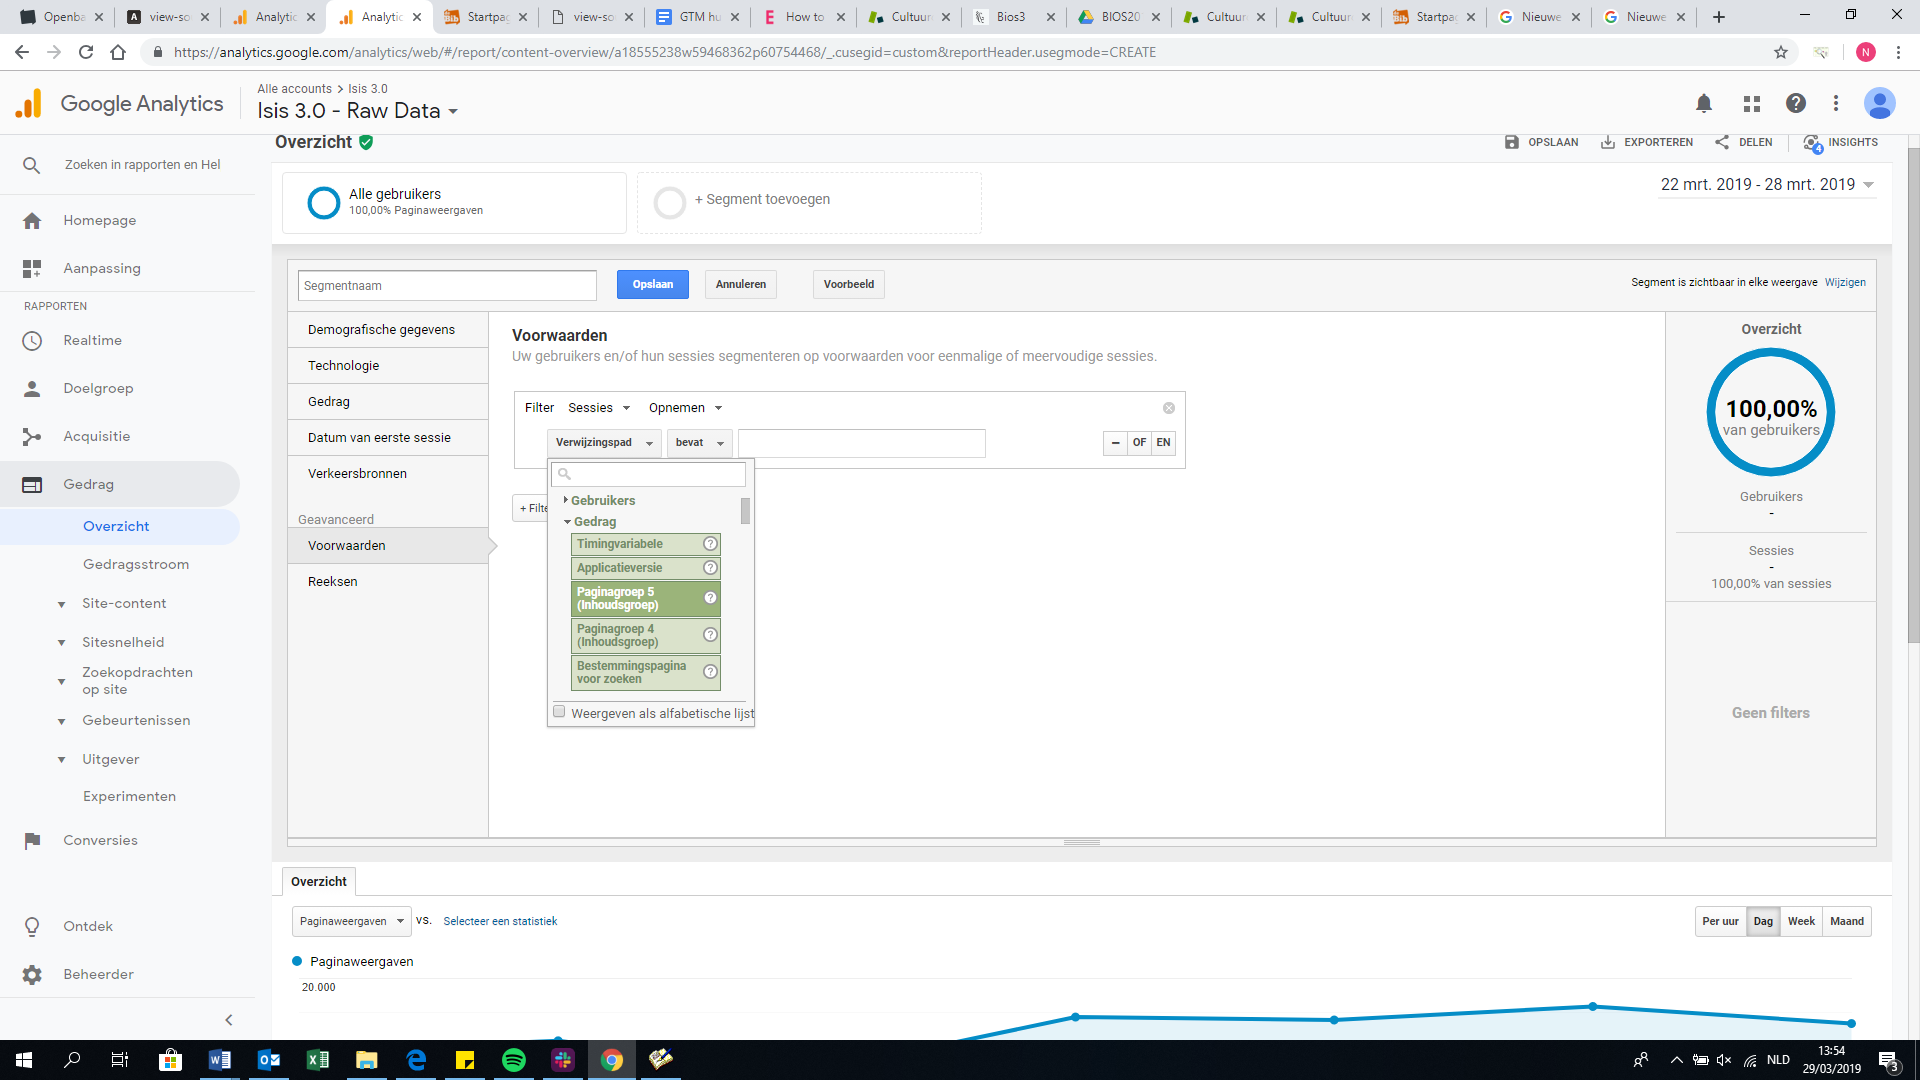 Openba
view-so
Analytic
Analytic
Startpa
view-so
GTM hu
How to
Cultuur
Bios3
BIOS20
Cultuur
Cultuur
Startpa
Nieuwe
Nieuwe
https://analytics.google.com/analytics/web/#/report/content-overview/a18555238w59468362p60754468/_.cusegid=custom&reportHeader.usegmode=CREATE
N
Google Analytics
Alle accounts > Isis 3.0
Isis 3.0 - Raw Data
Zoeken in rapporten en Hel
Homepage
Aanpassing
RAPPORTEN
Realtime
Doelgroep
Acquisitie
Gedrag
Overzicht
Gedragsstroom
Site-content
Sitesnelheid
Zoekopdrachten
op site
Gebeurtenissen
Uitgever
Experimenten
Conversies
Ontdek
Beheerder
Overzicht
OPSLAAN
EXPORTEREN
DELEN
4
INSIGHTS
Alle gebruikers
100,00% Paginaweergaven
+ Segment toevoegen
22 mrt. 2019 - 28 mrt. 2019
Segmentnaam
Opslaan
Annuleren
Voorbeeld
Segment is zichtbaar in elke weergave Wijzigen
Demografische gegevens
Technologie
Gedrag
Datum van eerste sessie
Verkeersbronnen
Geavanceerd
Voorwaarden
Reeksen
Voorwaarden
Uw gebruikers en/of hun sessies segmenteren op voorwaarden voor eenmalige of meervoudige sessies.
Filter Sessies Opnemen
Verwijzingspad bevat
– OF EN
+ Filte
Gebruikers
Gedrag
Timingvariabele ?
Applicatieversie ?
Paginagroep 5
(Inhoudsgroep) ?
Paginagroep 4
(Inhoudsgroep) ?
Bestemmingspagina
voor zoeken ?
Weergeven als alfabetische lijst
Overzicht
100,00%
van gebruikers
Gebruikers
-
Sessies
-
100,00% van sessies
Geen filters
Overzicht
Paginaweergaven vs. Selecteer een statistiek
Per uur Dag Week Maand
Paginaweergaven
20.000
NLD
13:54
29/03/2019
3